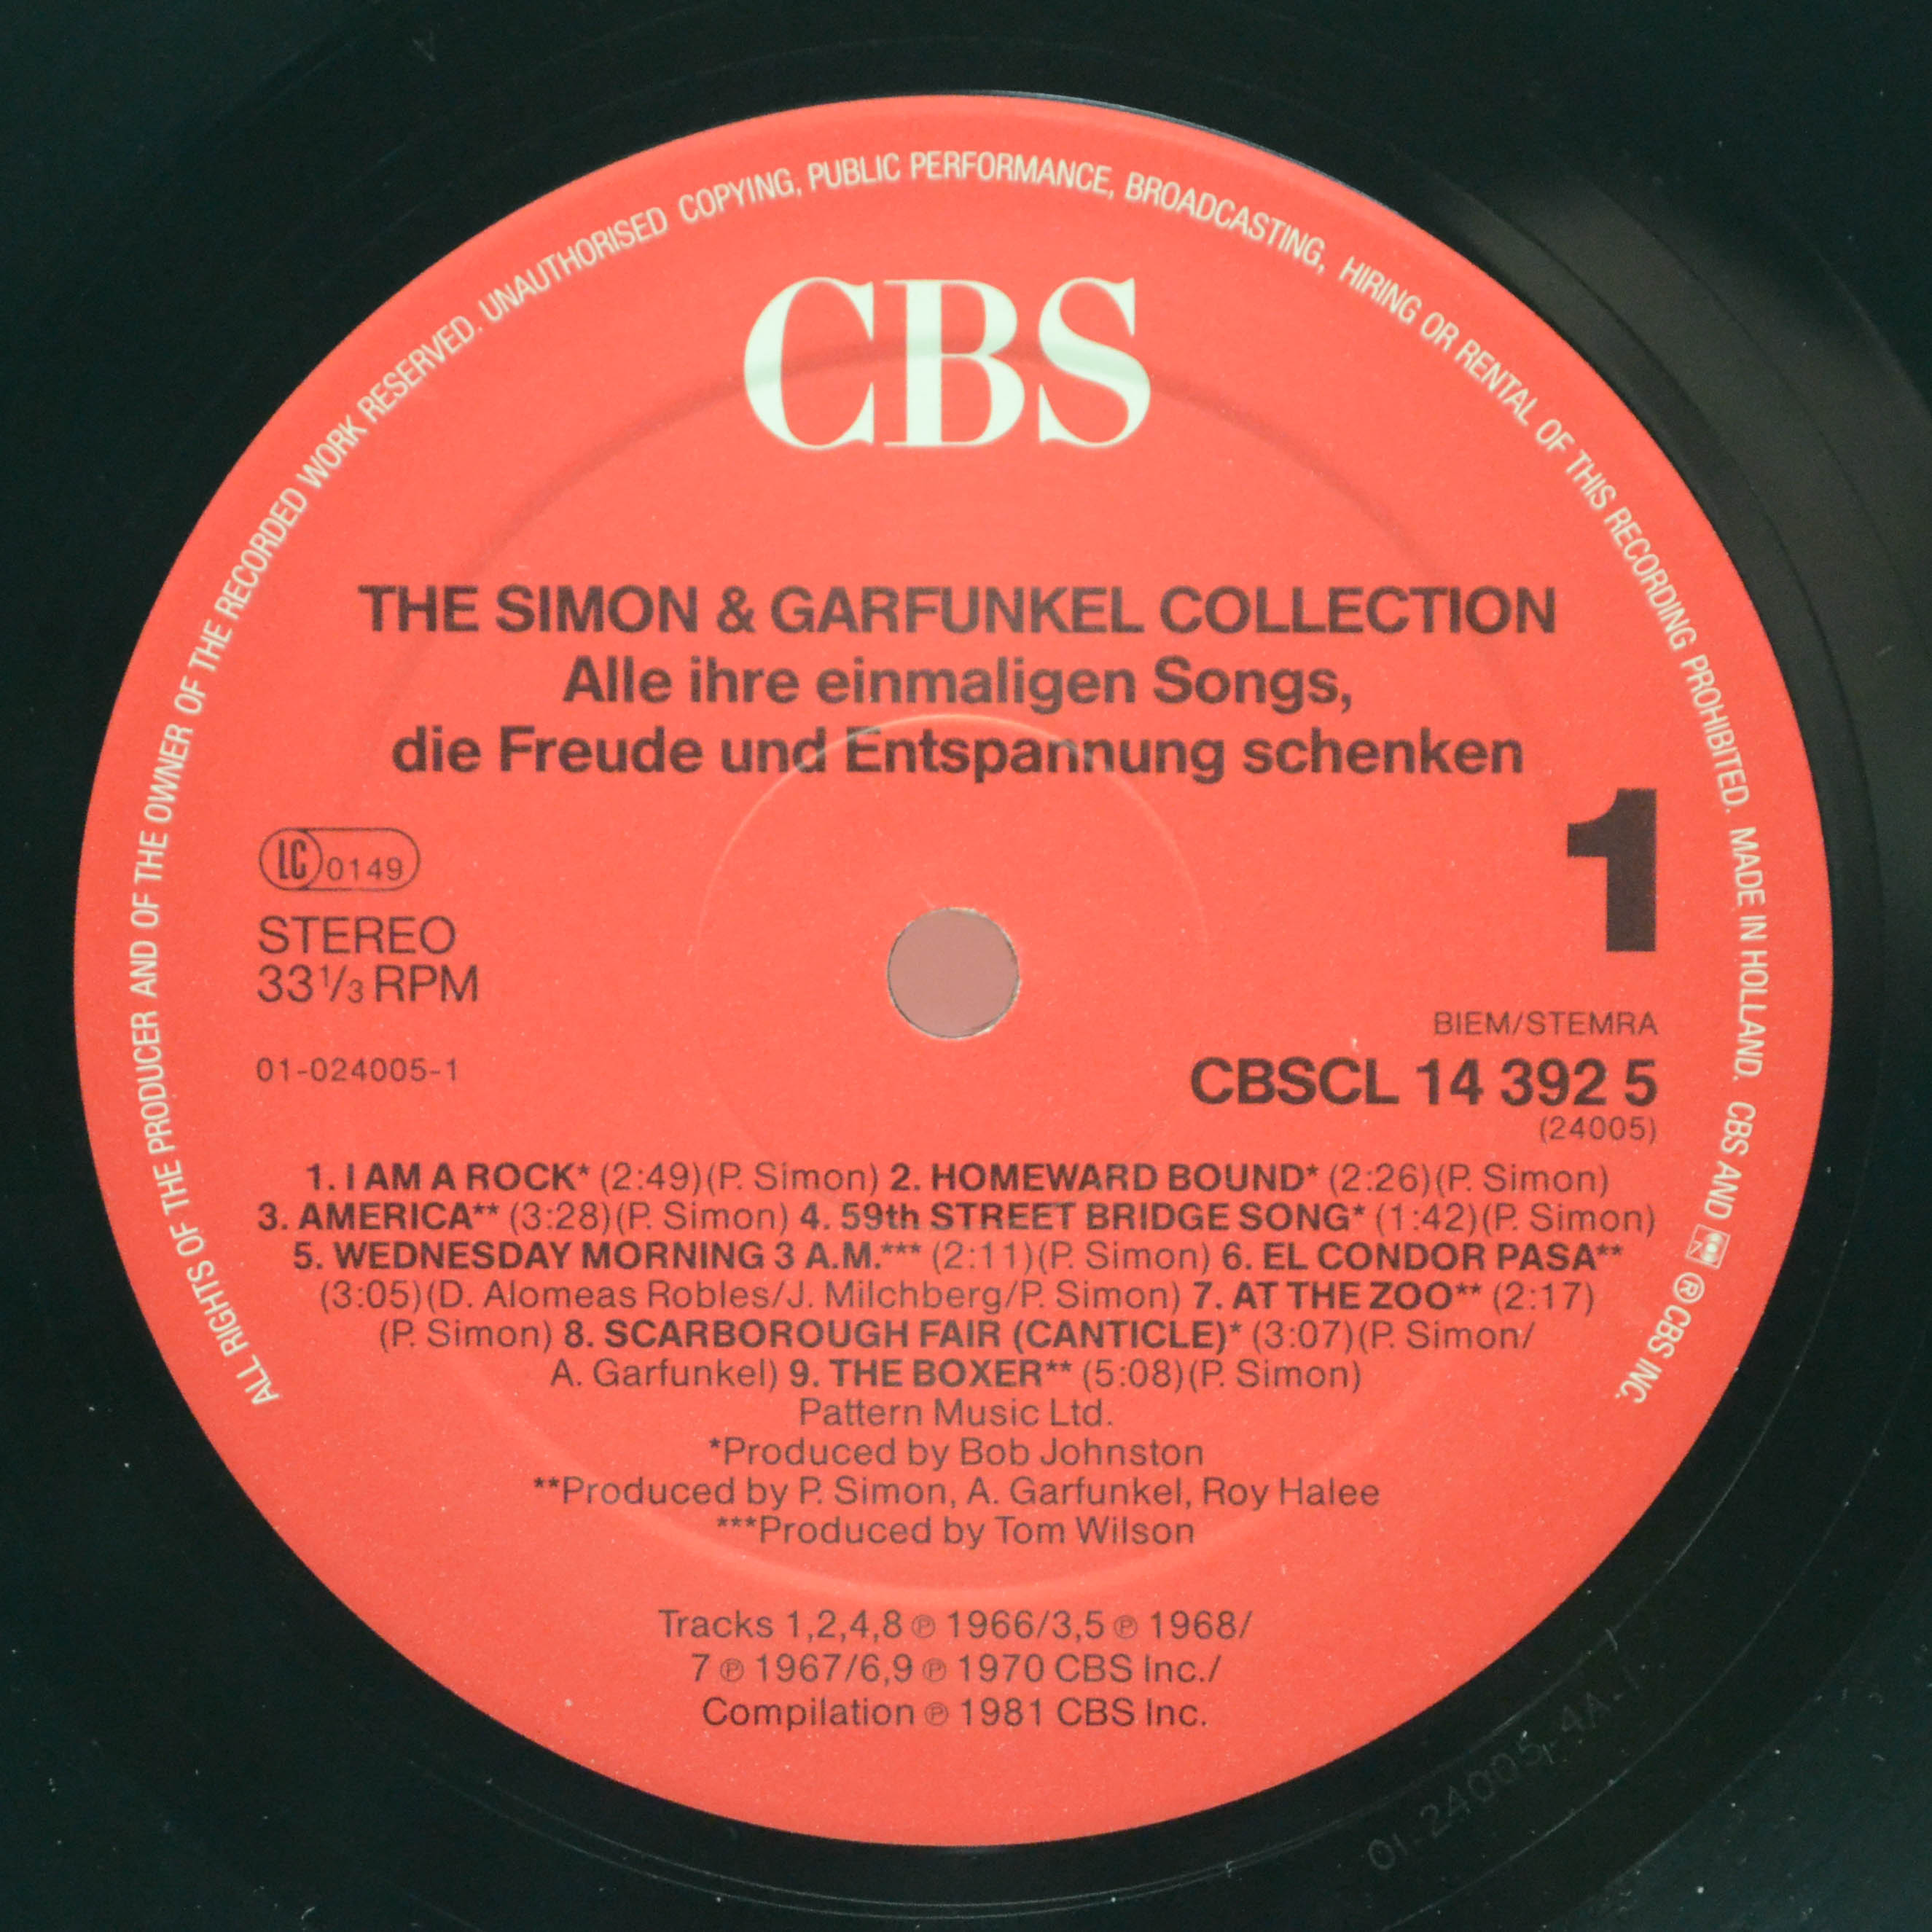 ALL RIGHTS OF THE PRODUCER AND OF THE OWNER OF THE RECORDED WORK RESERVED. UNAUTHORISED COPYING, PUBLIC PERFORMANCE, BROADCASTING, HIRING OR RENTAL OF THIS RECORDING PROHIBITED. MADE IN HOLLAND. CBS AND ® CBS INC.
CBS
THE SIMON & GARFUNKEL COLLECTION
Alle ihre einmaligen Songs,
die Freude und Entspannung schenken
1
LC 0149
STEREO
33 1/3 RPM
BIEM/STEMRA
01-024005-1
CBSCL 14 392 5
(24005)
1. I AM A ROCK* (2:49)(P. Simon) 2. HOMEWARD BOUND* (2:26)(P. Simon)
3. AMERICA** (3:28)(P. Simon) 4. 59th STREET BRIDGE SONG* (1:42)(P. Simon)
5. WEDNESDAY MORNING 3 A.M.*** (2:11)(P. Simon) 6. EL CONDOR PASA**
(3:05)(D. Alomeas Robles/J. Milchberg/P. Simon) 7. AT THE ZOO** (2:17)
(P. Simon) 8. SCARBOROUGH FAIR (CANTICLE)* (3:07)(P. Simon/
A. Garfunkel) 9. THE BOXER** (5:08)(P. Simon)
Pattern Music Ltd.
*Produced by Bob Johnston
**Produced by P. Simon, A. Garfunkel, Roy Halee
***Produced by Tom Wilson
Tracks 1,2,4,8 ℗ 1966/3,5 ℗ 1968/
7 ℗ 1967/6,9 ℗ 1970 CBS Inc./
Compilation ℗ 1981 CBS Inc.